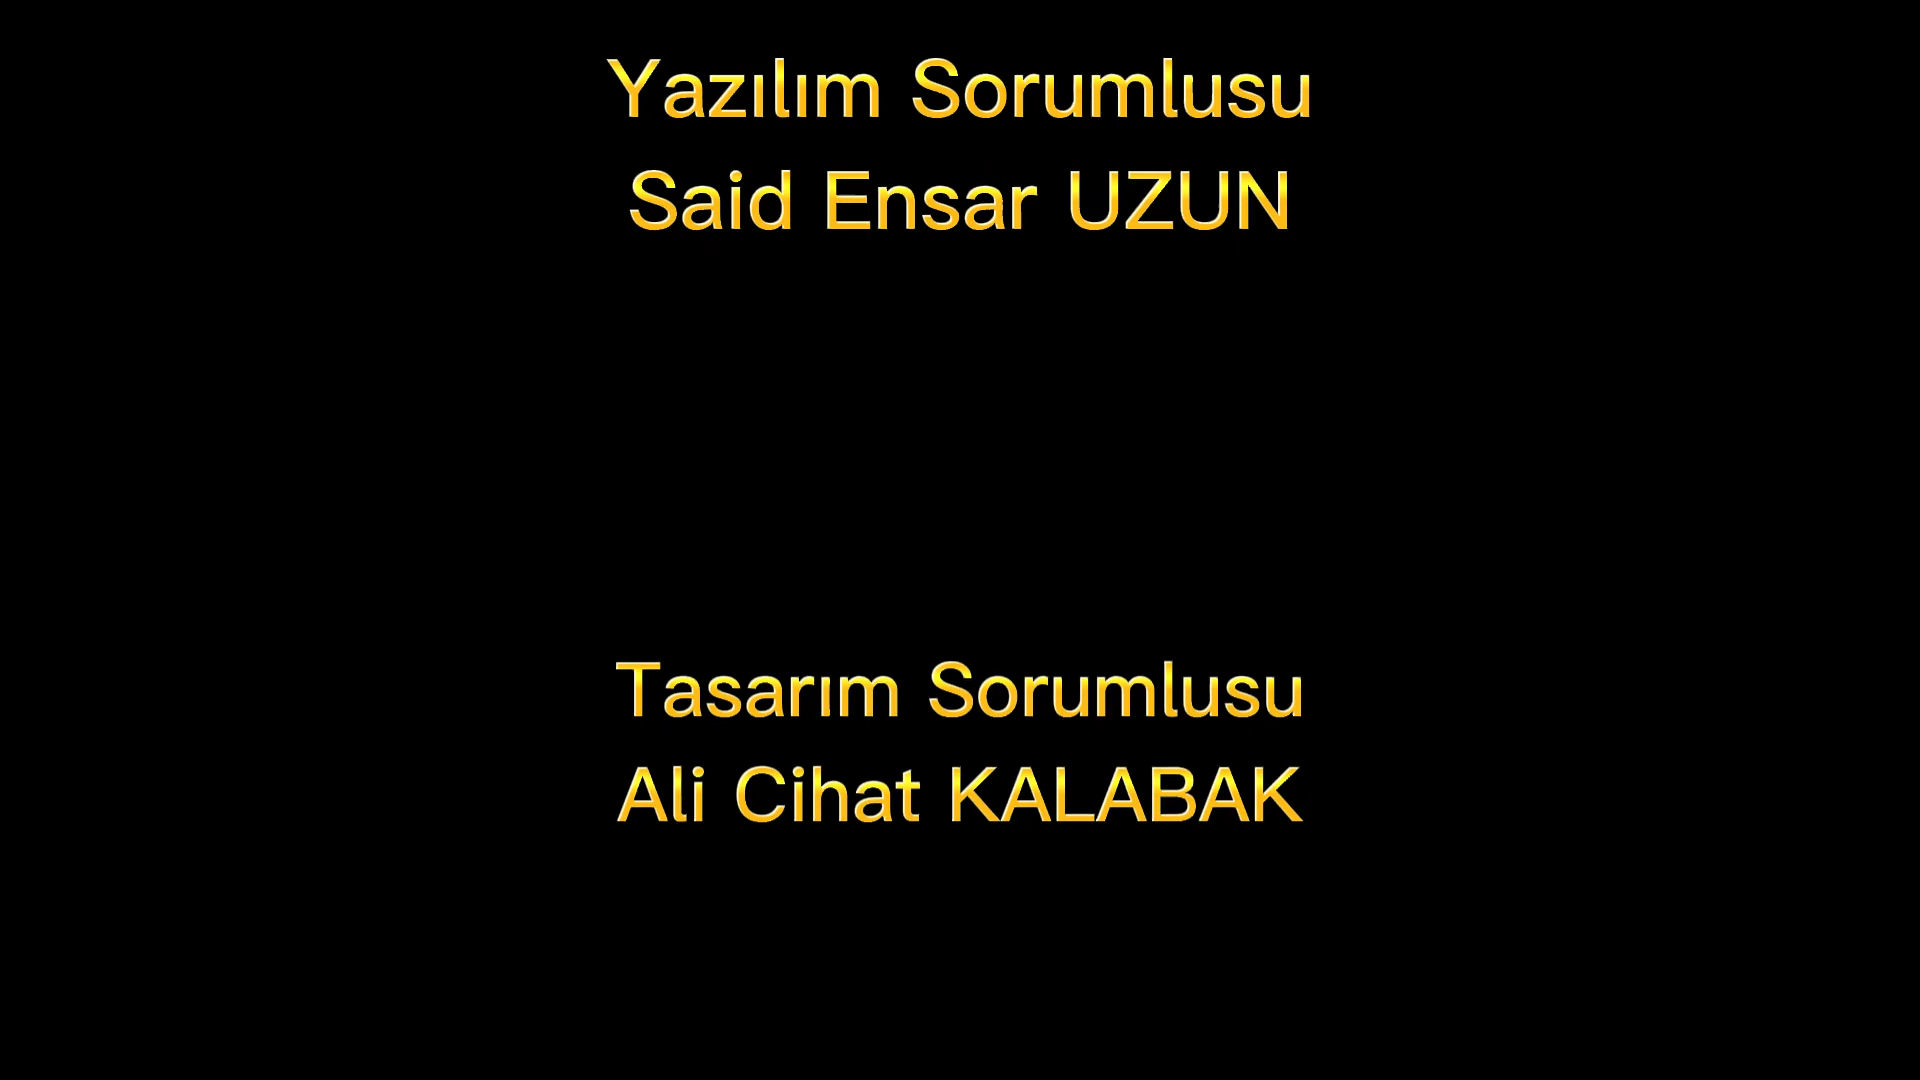 Yazılım Sorumlusu
Said Ensar UZUN
Tasarım Sorumlusu
Ali Cihat KALABAK